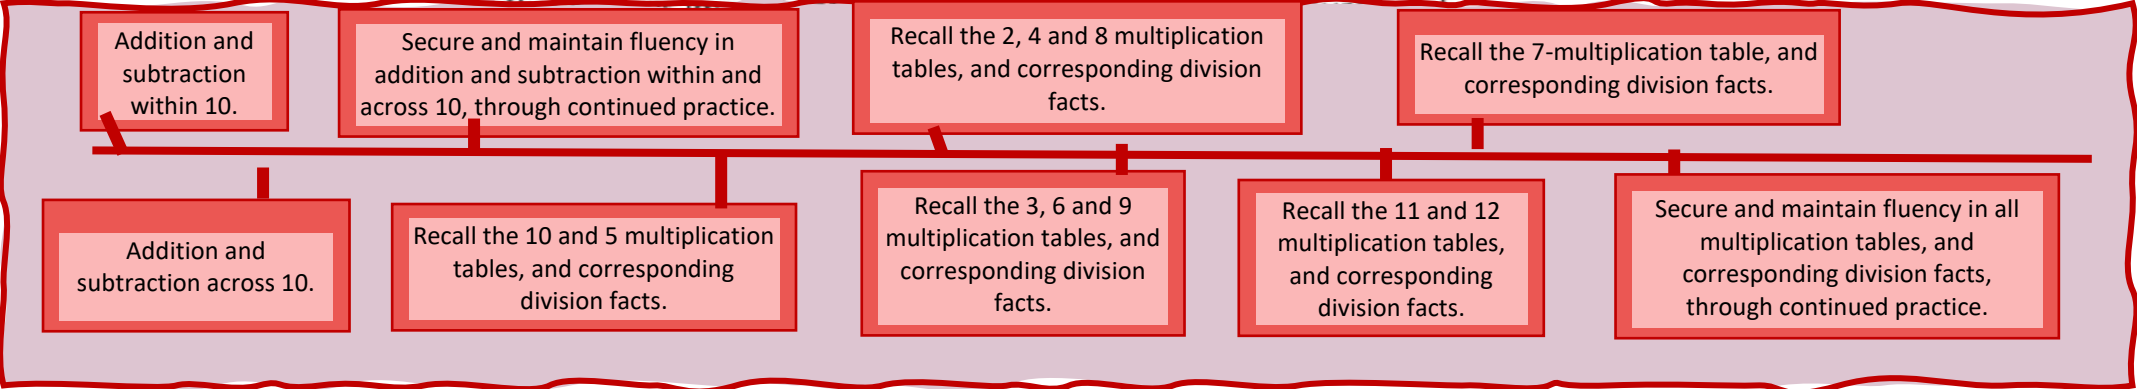 Addition and
subtraction
within 10.
Secure and maintain fluency in
addition and subtraction within and
across 10, through continued practice.
Recall the 2, 4 and 8 multiplication
tables, and corresponding division
facts.
Recall the 7-multiplication table, and
corresponding division facts.
Addition and
subtraction across 10.
Recall the 10 and 5 multiplication
tables, and corresponding
division facts.
Recall the 3, 6 and 9
multiplication tables, and
corresponding division
facts.
Recall the 11 and 12
multiplication tables,
and corresponding
division facts.
Secure and maintain fluency in all
multiplication tables, and
corresponding division facts,
through continued practice.